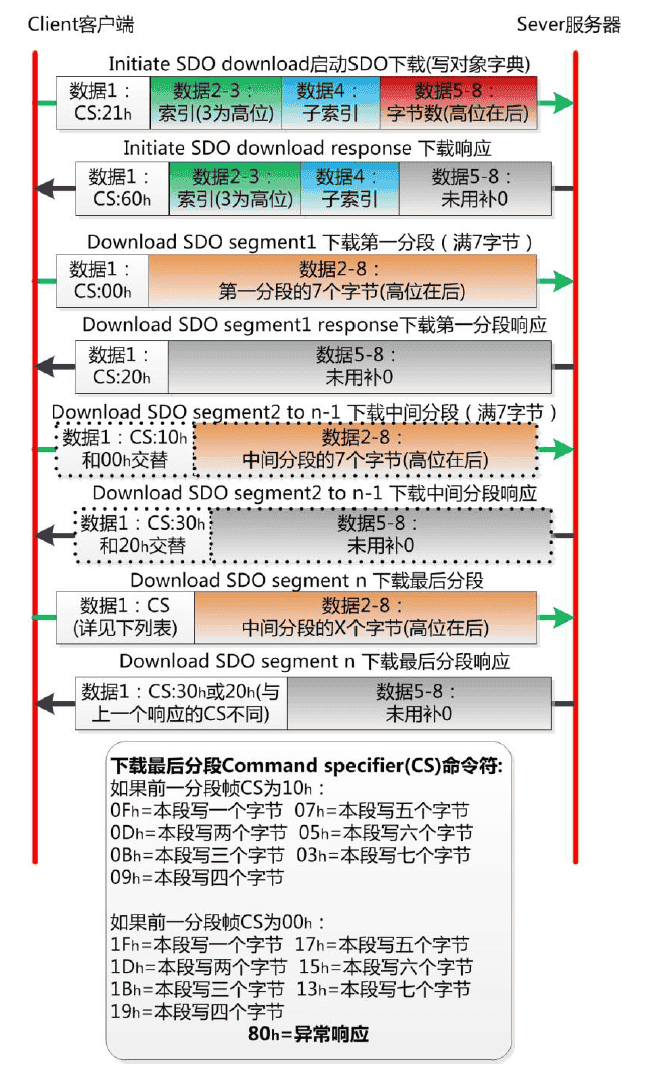 Client客户端
Sever服务器
Initiate SDO download启动SDO下载(写对象字典)
数据1：
CS:21h
数据2-3：
索引(3为高位)
数据4：
子索引
数据5-8：
字节数(高位在后)
Initiate SDO download response 下载响应
数据1：
CS:60h
数据2-3：
索引(3为高位)
数据4：
子索引
数据5-8：
未用补0
Download SDO segment1 下载第一分段（满7字节）
数据1：
CS:00h
数据2-8：
第一分段的7个字节(高位在后)
Download SDO segment1 response下载第一分段响应
数据1：
CS:20h
数据5-8：
未用补0
Download SDO segment2 to n-1 下载中间分段（满7字节）
数据1：CS:10h
和00h交替
数据2-8：
中间分段的7个字节(高位在后)
Download SDO segment2 to n-1 下载中间分段响应
数据1：CS:30h
和20h交替
数据5-8：
未用补0
Download SDO segment n 下载最后分段
数据1：CS
(详见下列表)
数据2-8：
中间分段的X个字节(高位在后)
Download SDO segment n 下载最后分段响应
数据1：CS:30h或20h(与
上一个响应的CS不同)
数据5-8：
未用补0
下载最后分段Command specifier(CS)命令符:
如果前一分段帧CS为10h：
0Fh=本段写一个字节 07h=本段写五个字节
0Dh=本段写两个字节 05h=本段写六个字节
0Bh=本段写三个字节 03h=本段写七个字节
09h=本段写四个字节
如果前一分段帧CS为00h：
1Fh=本段写一个字节 17h=本段写五个字节
1Dh=本段写两个字节 15h=本段写六个字节
1Bh=本段写三个字节 13h=本段写七个字节
19h=本段写四个字节
80h=异常响应